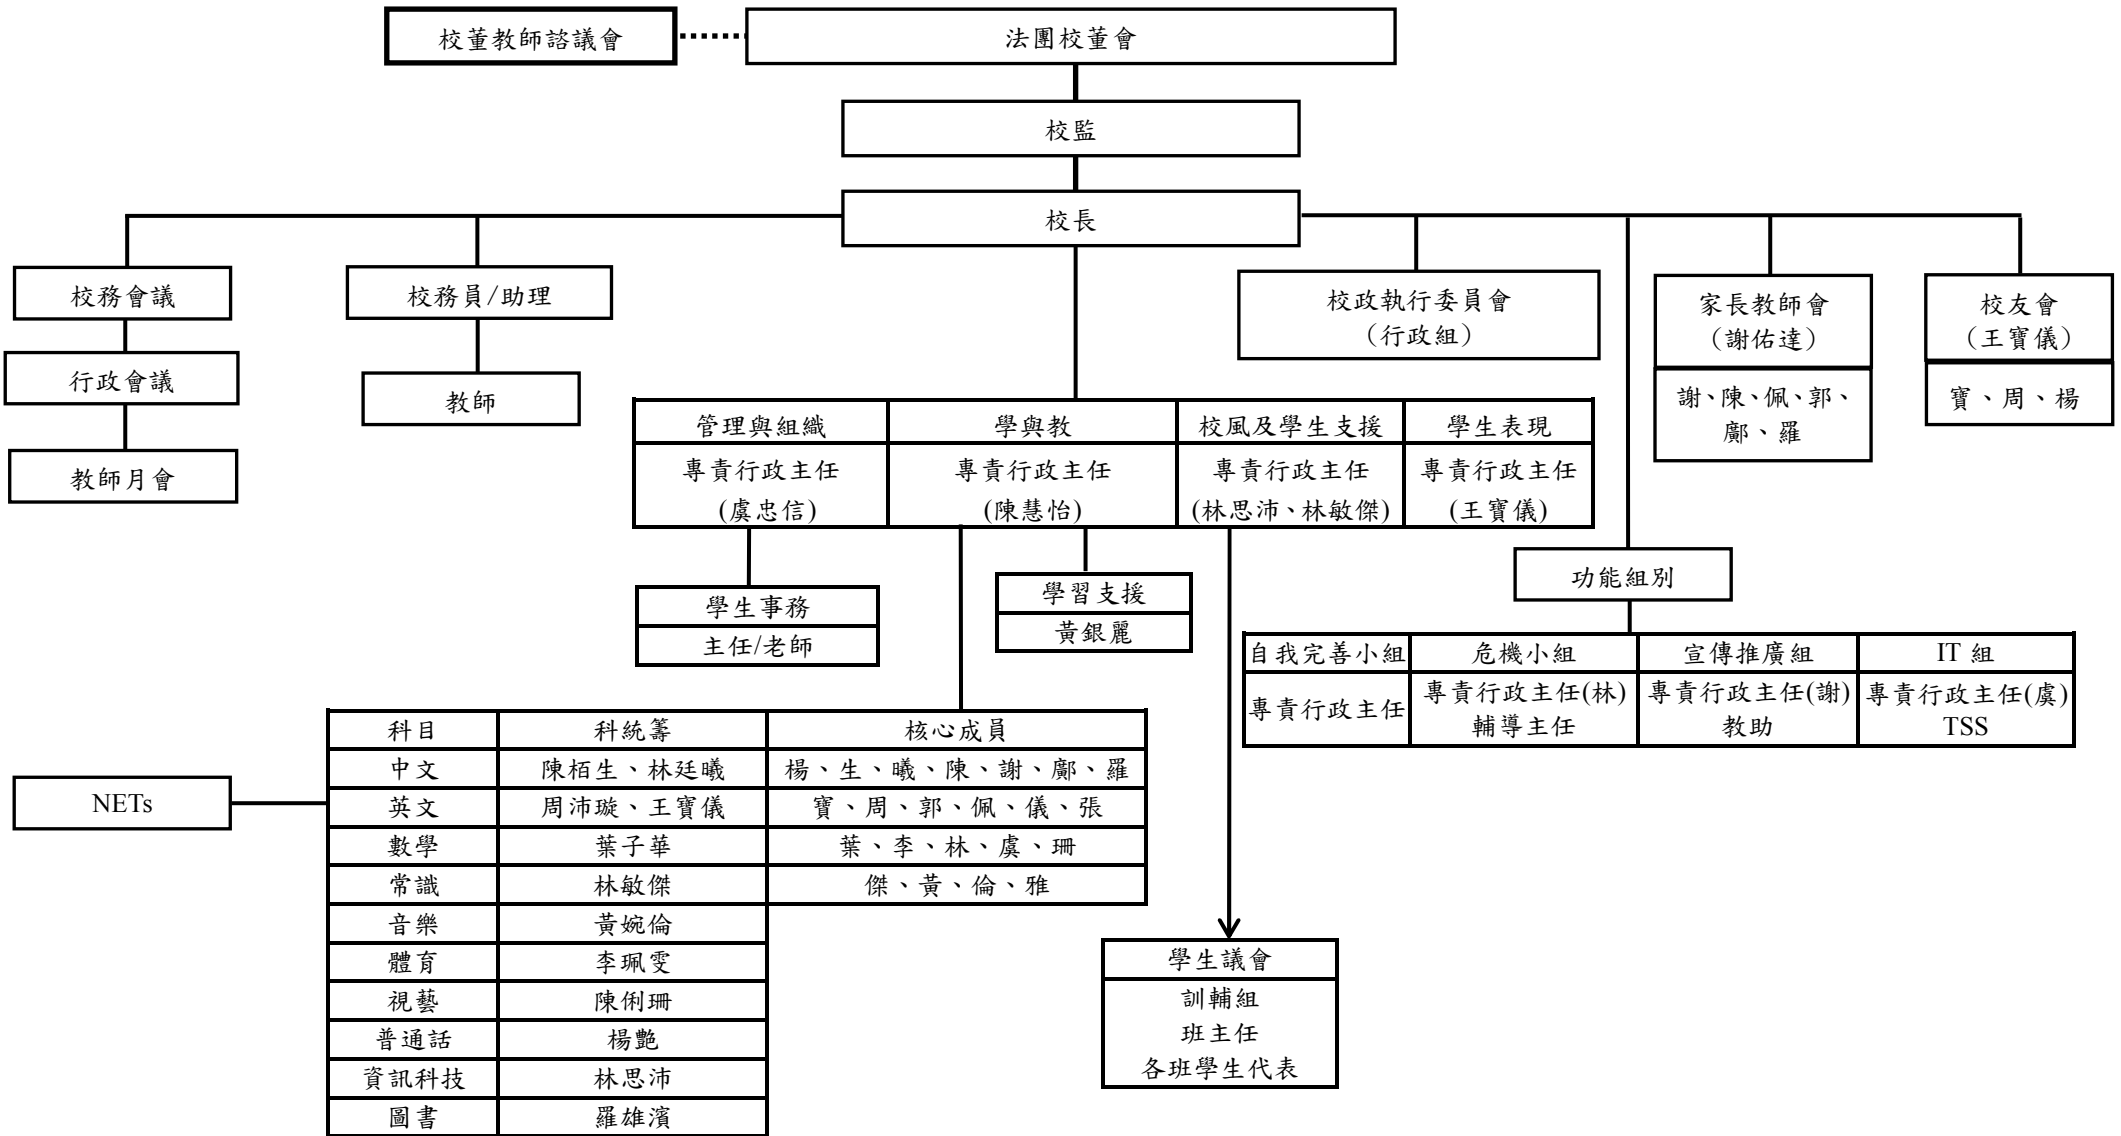 校董教師諮議會
法團校董會
校監
校長
校務會議
校務員/助理
校政執行委員會
（行政組）
家長教師會
（謝佑達）
校友會
（王寶儀）
行政會議
教師
謝、陳、佩、郭、
鄺、羅
寶、周、楊
教師月會
管理與組織
學與教
校風及學生支援
學生表現
專責行政主任
(虞忠信)
專責行政主任
(陳慧怡)
專責行政主任
(林思沛、林敏傑)
專責行政主任
(王寶儀)
功能組別
學生事務
主任/老師
學習支援
黃銀麗
自我完善小組
危機小組
宣傳推廣組
IT 組
專責行政主任
專責行政主任(林)
輔導主任
專責行政主任(謝)
教助
專責行政主任(虞)
TSS
NETs
科目 科統籌 核心成員
中文 陳栢生、林廷曦 楊、生、曦、陳、謝、鄺、羅
英文 周沛璇、王寶儀 寶、周、郭、佩、儀、張
數學 葉子華 葉、李、林、虞、珊
常識 林敏傑 傑、黃、倫、雅
音樂 黃婉倫
體育 李珮雯
視藝 陳俐珊
普通話 楊艷
資訊科技 林思沛
圖書 羅雄濱
學生議會
訓輔組
班主任
各班學生代表